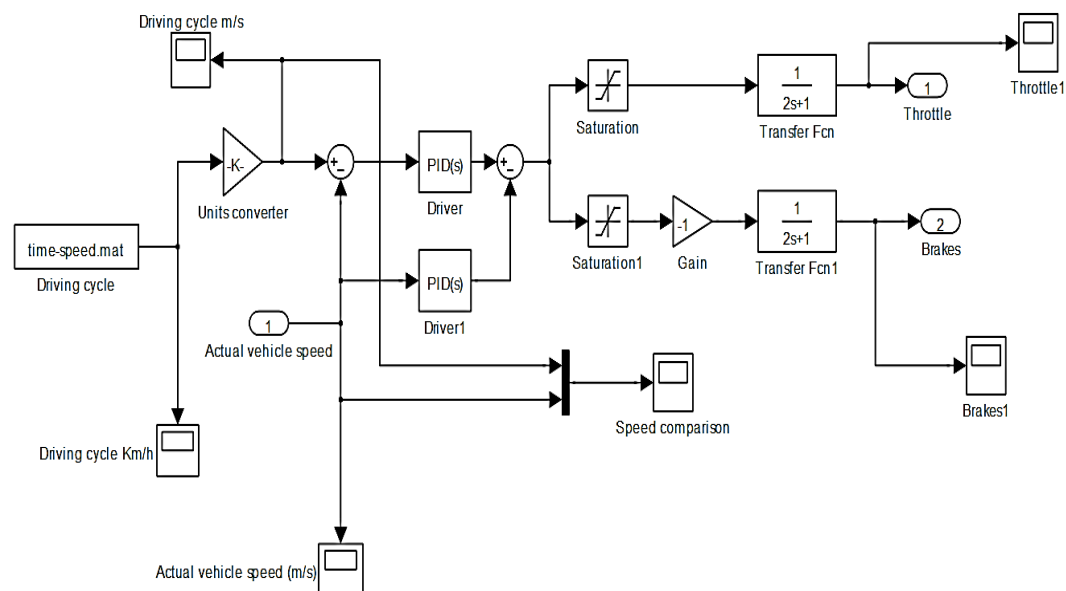 Driving cycle m/s
-K-
Units converter
time-speed.mat
Driving cycle
Driving cycle Km/h
+
−
PID(s)
Driver
PID(s)
Driver1
+
−
1
Actual vehicle speed
Actual vehicle speed (m/s)
Saturation
1
2s+1
Transfer Fcn
1
Throttle
Throttle1
Saturation1
-1
Gain
1
2s+1
Transfer Fcn1
2
Brakes
Brakes1
Speed comparison